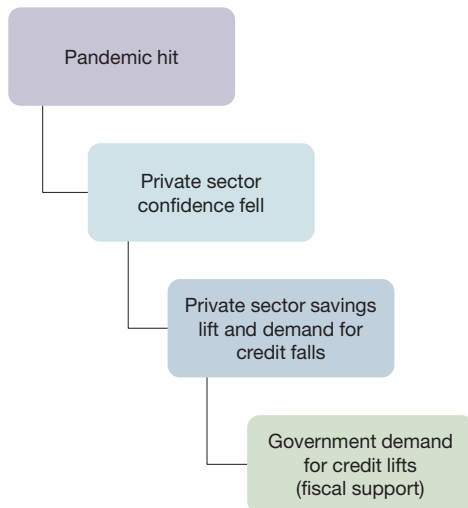 Pandemic hit
Private sector
confidence fell
Private sector savings
lift and demand for
credit falls
Government demand
for credit lifts
(fiscal support)